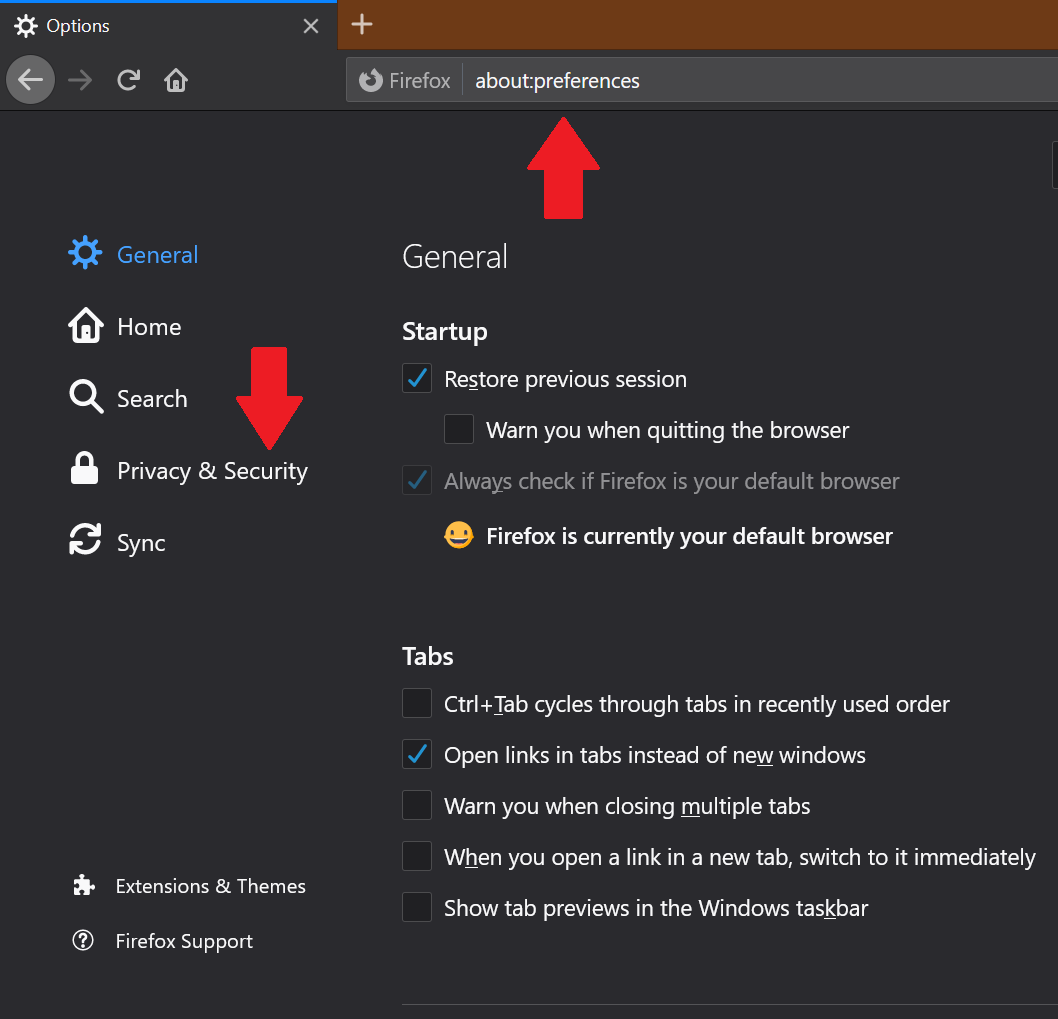 Options
Firefox
about:preferences
General
Home
Search
Privacy & Security
Sync
Extensions & Themes
Firefox Support
General
Startup
Restore previous session
Warn you when quitting the browser
Always check if Firefox is your default browser
Firefox is currently your default browser
Tabs
Ctrl+Tab cycles through tabs in recently used order
Open links in tabs instead of new windows
Warn you when closing multiple tabs
When you open a link in a new tab, switch to it immediately
Show tab previews in the Windows taskbar